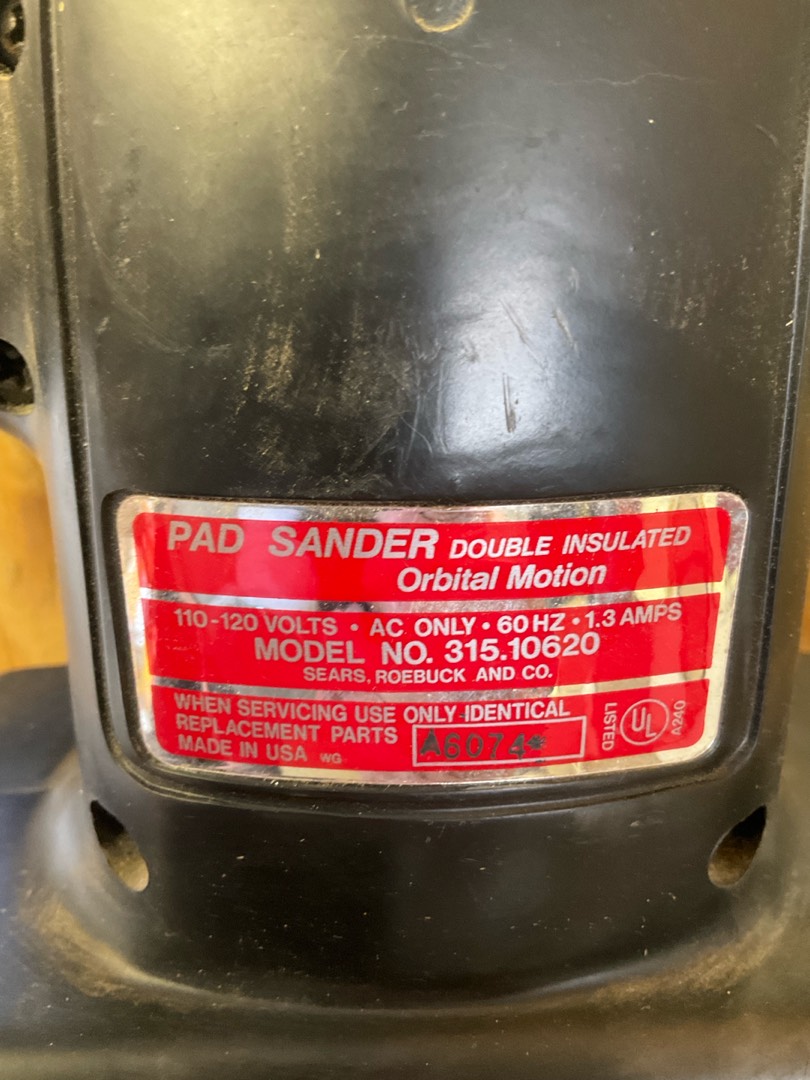 PAD SANDER DOUBLE INSULATED
Orbital Motion
110-120 VOLTS • AC ONLY • 60 HZ • 1.3 AMPS
MODEL NO. 315.10620
SEARS, ROEBUCK AND CO.
WHEN SERVICING USE ONLY IDENTICAL
REPLACEMENT PARTS
MADE IN USA WG
A6074*
LISTED
UL
A240